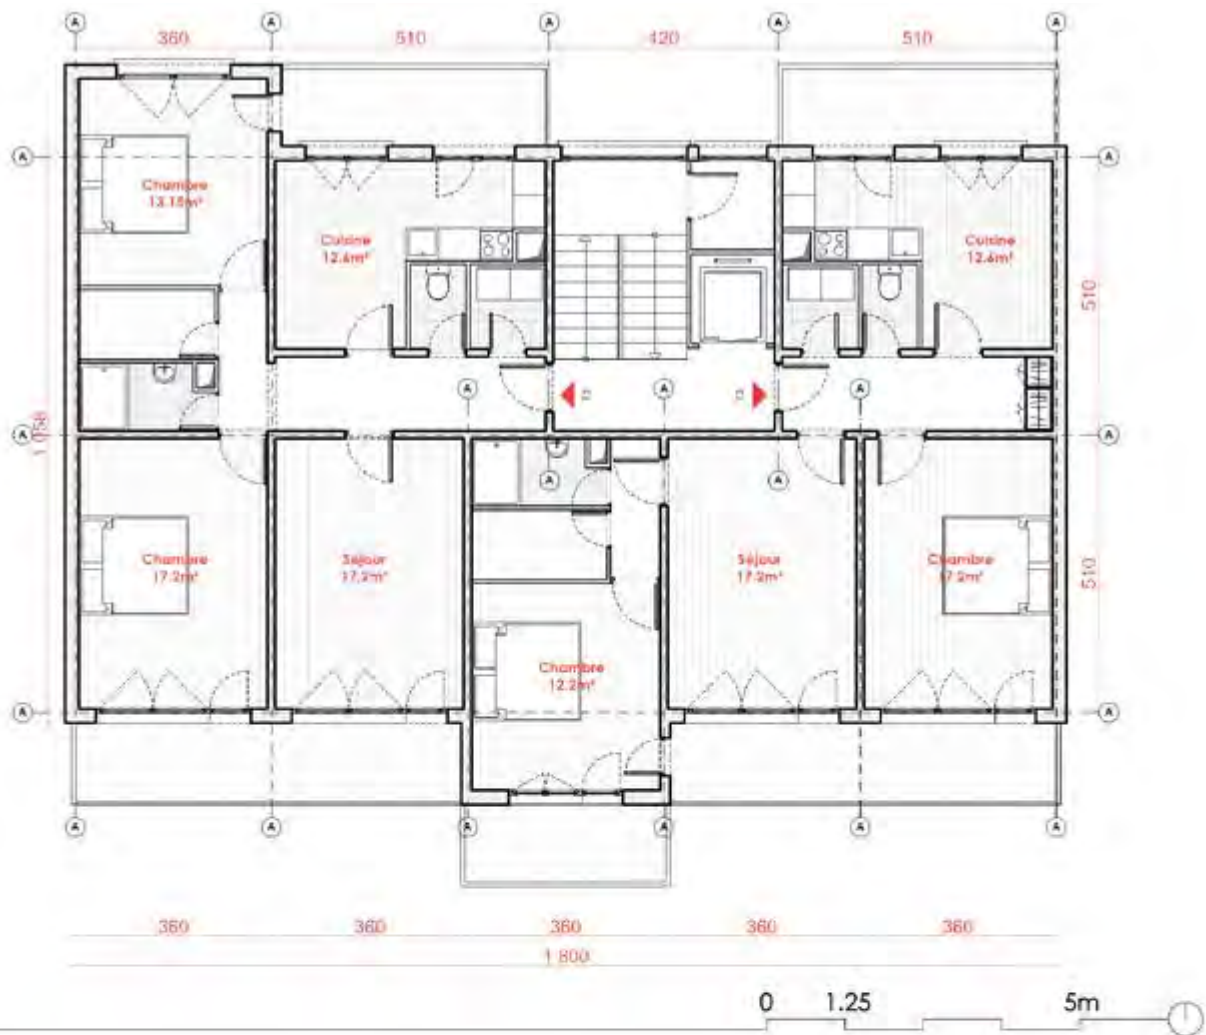 A A A A A
360 510 420 510
A A
Chambre
13.15m²
Cuisine
12.6m²
Cuisine
12.6m²
510
A A A
A A
A A
Chambre
17.2m²
Séjour
17.2m²
Séjour
17.2m²
Chambre
17.2m²
510
Chambre
12.2m²
A A
A A A A A A
360 360 360 360 360
1 800
0 1.25 5m